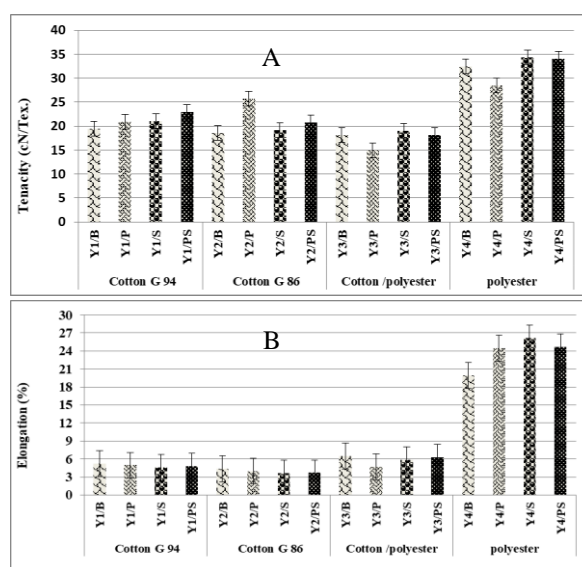 A
Tenacity (cN/Tex.)
40
35
30
25
20
15
10
5
0
Y1/B Y1/P Y1/S Y1/PS Y2/B Y2/P Y2/S Y2/PS Y3/B Y3/P Y3/S Y3/PS Y4/B Y4/P Y4/S Y4/PS
Cotton G 94 Cotton G 86 Cotton /polyester polyester
B
Elongation (%)
30
27
24
21
18
15
12
9
6
3
0
Y1/B Y1/P Y1/S Y1/PS Y2/B Y2/P Y2/S Y2/PS Y3/B Y3/P Y3/S Y3/PS Y4/B Y4/P Y4/S Y4/PS
Cotton G 94 Cotton G 86 Cotton /polyester polyester